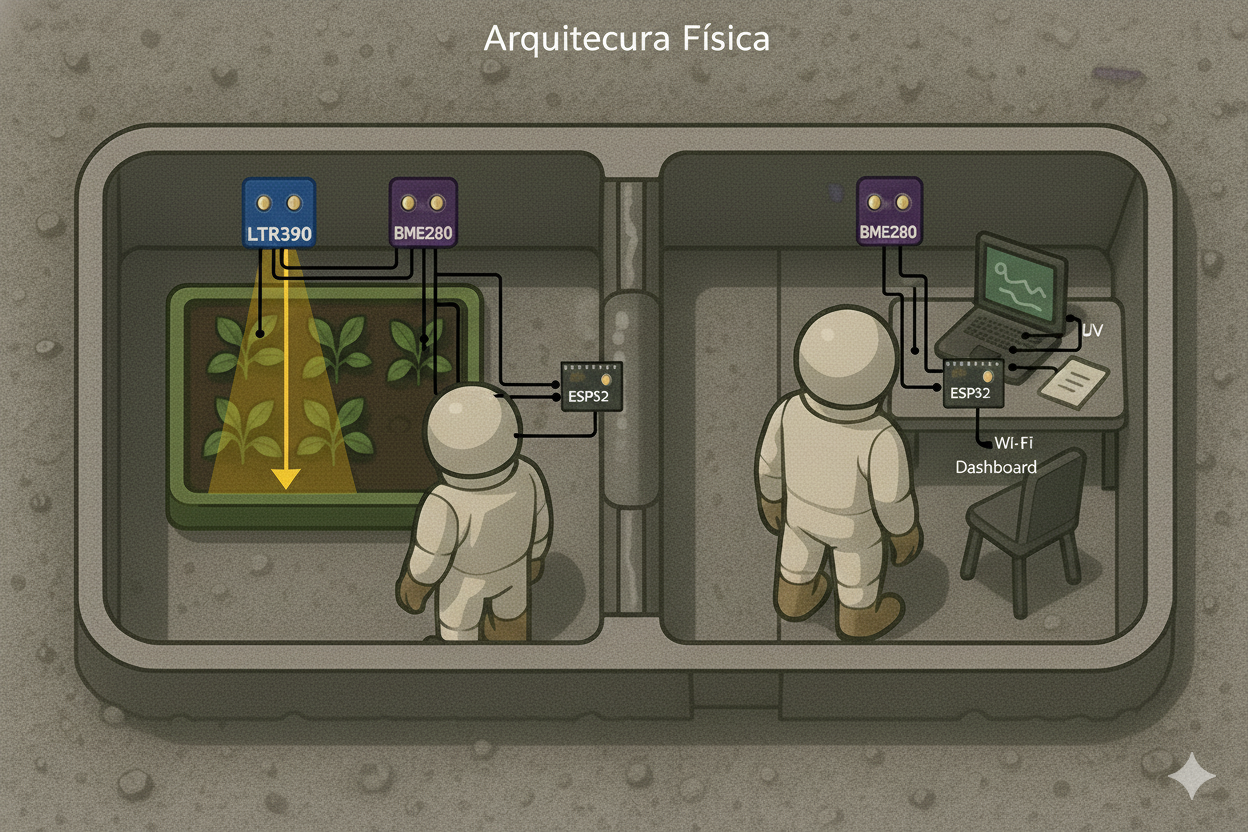 Arquitecura Física
LTR390
BME280
BME280
UV
ESPS2
ESP32
Wi-Fi
Dashboard